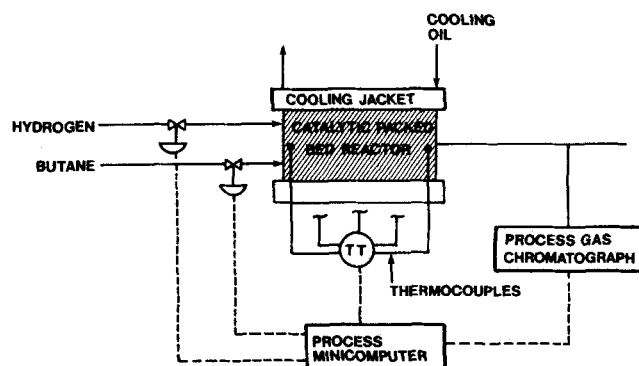 COOLING
OIL
COOLING JACKET
HYDROGEN
CATALYTIC PACKED
BED REACTOR
BUTANE
TT
PROCESS GAS
CHROMATOGRAPH
THERMOCOUPLES
PROCESS
MINICOMPUTER